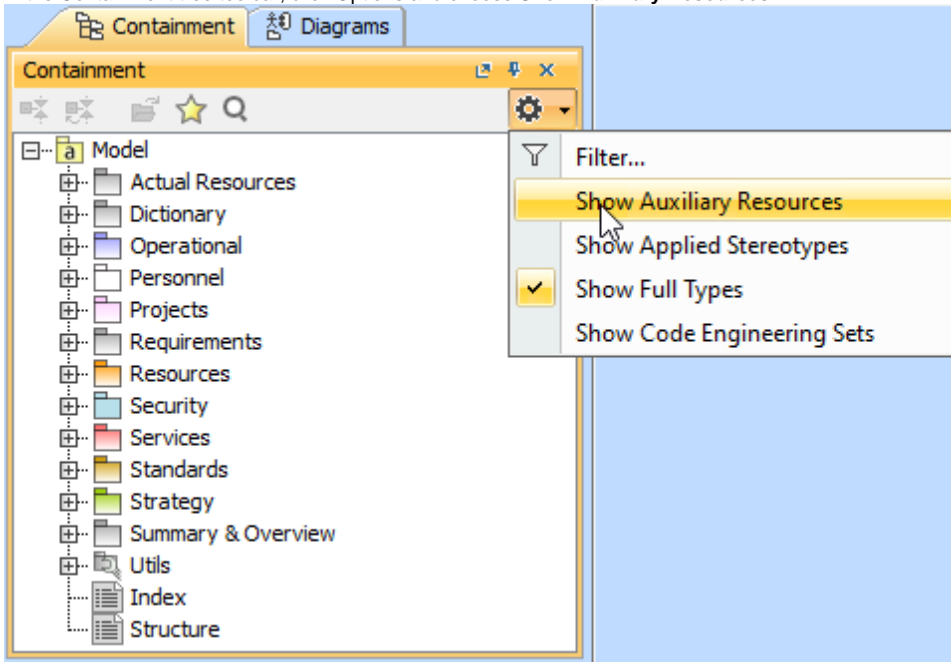 Containment Diagrams
Containment
Model
Actual Resources
Filter...
Dictionary
Show Auxiliary Resources
Operational
Show Applied Stereotypes
Personnel
Show Full Types
Projects
Requirements
Show Code Engineering Sets
Resources
Security
Services
Standards
Strategy
Summary & Overview
Utils
Index
Structure